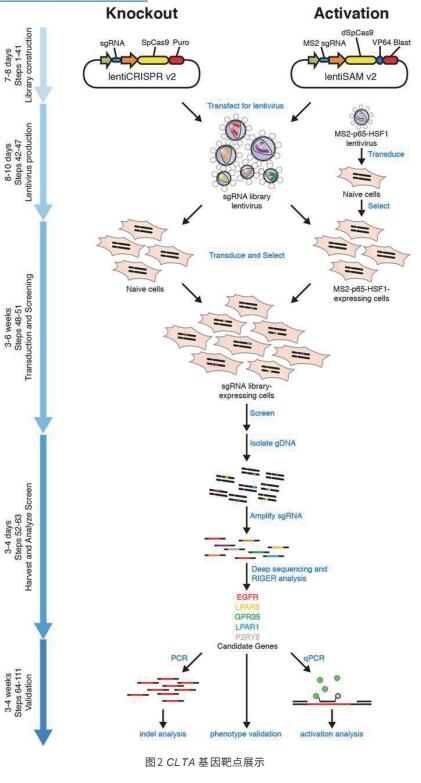 Knockout
Activation
7-8 days
Steps 1-41
Library construction
sgRNA
SpCas9
Puro
lentiCRISPR v2
MS2 sgRNA
dSpCas9
VP64 Blast
lentiSAM v2
Transfect for lentivirus
8-10 days
Steps 42-47
Lentivirus production
sgRNA library
lentivirus
MS2-p65-HSF1
lentivirus
Transduce
Naive cells
Select
3-6 weeks
Steps 48-51
Transduction and Screening
Naive cells
Transduce and Select
MS2-p65-HSF1-
expressing cells
sgRNA library-
expressing cells
Screen
Isolate gDNA
3-4 days
Steps 52-63
Harvest and Analyze Screen
Amplify sgRNA
Deep sequencing and
RIGER analysis
EGFR
LPAR5
GPR35
LPAR1
P2RY8
Candidate Genes
3-4 weeks
Steps 64-111
Validation
PCR
qPCR
indel analysis
phenotype validation
activation analysis
图2 CLTA 基因靶点展示